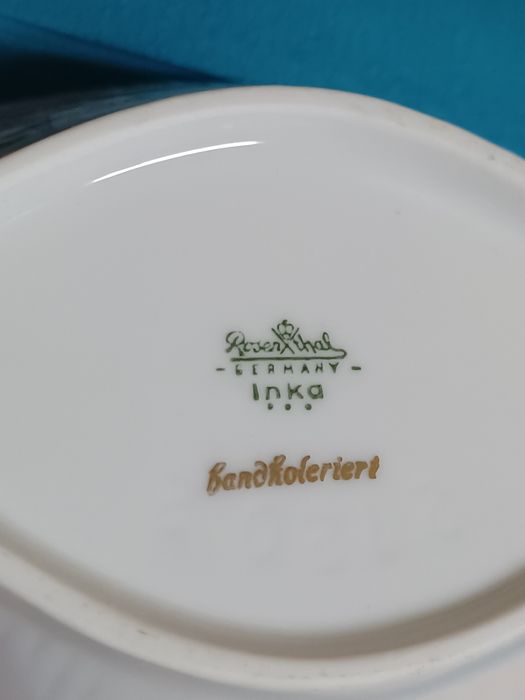 Rosenthal
- GERMANY -
Inka
• • •
handkoleriert